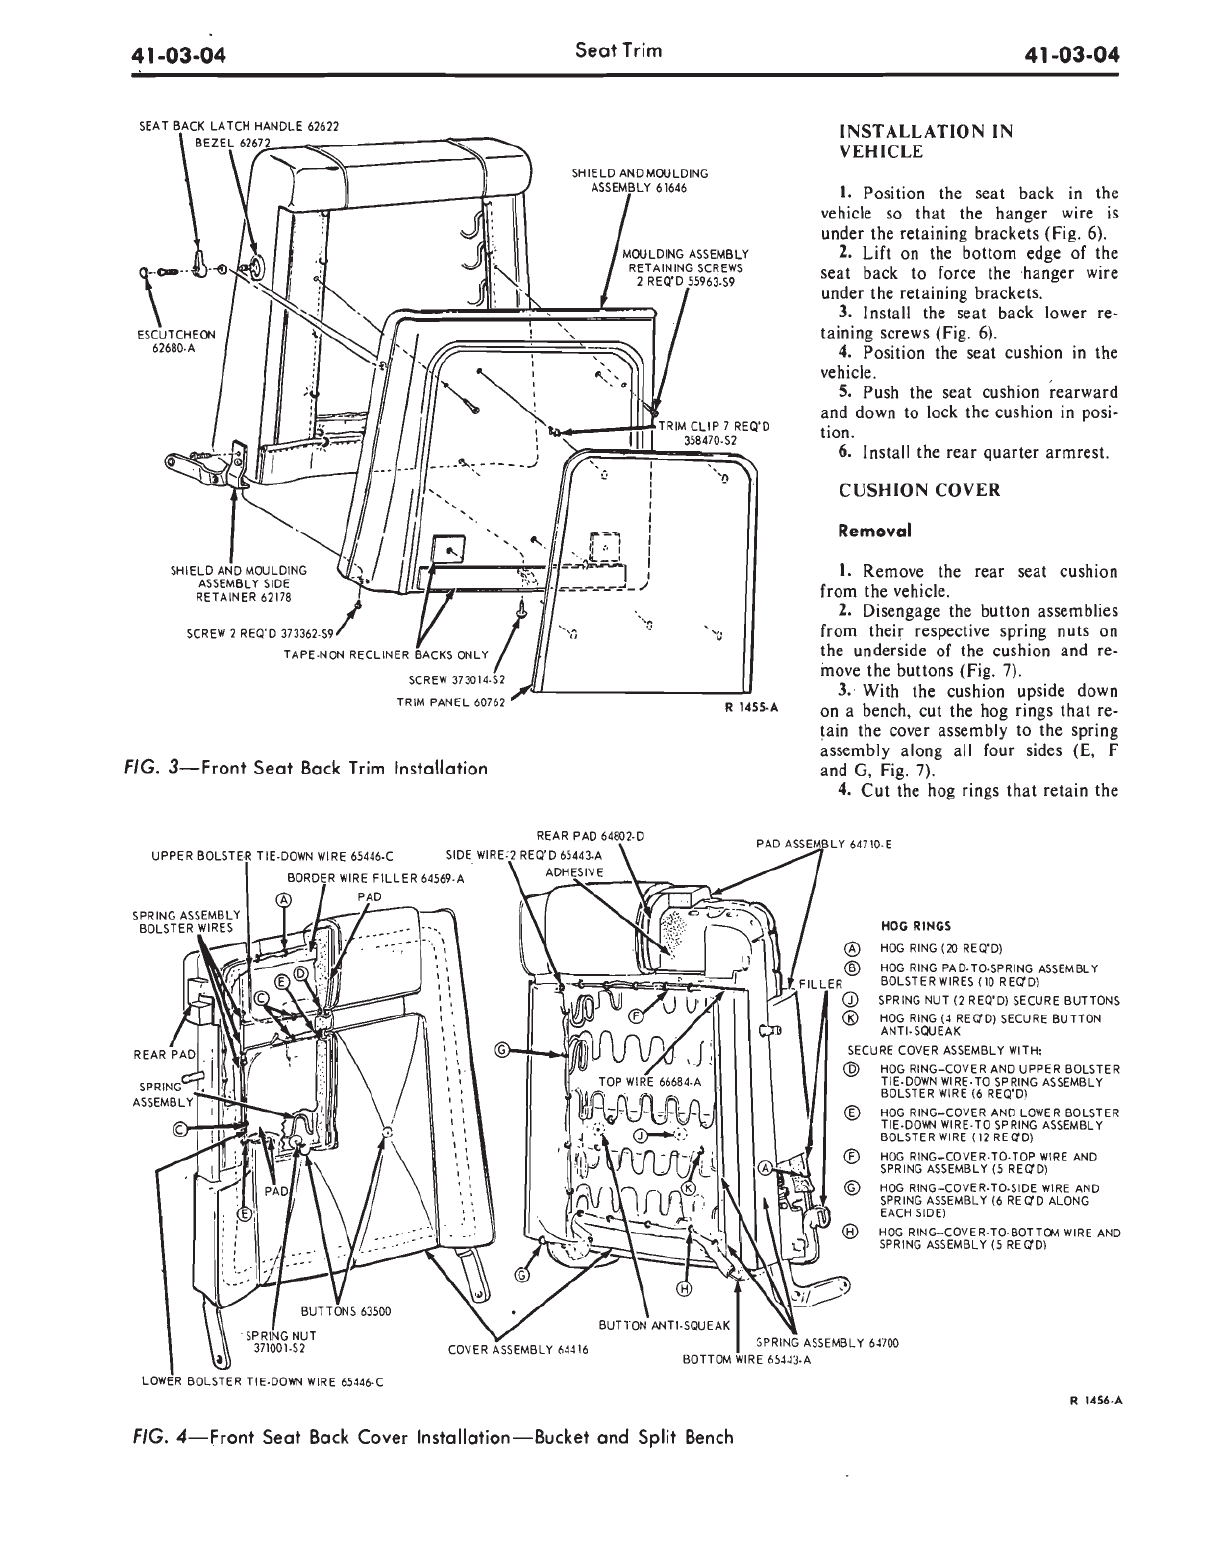 41-03-04
Seat Trim
41-03-04
SEAT BACK LATCH HANDLE 62622
BEZEL 62672
SHIELD AND MOULDING
ASSEMBLY 61646
MOULDING ASSEMBLY
RETAINING SCREWS
2 REQ'D 55963-S9
ESCUTCHEON
62680-A
TRIM CLIP 7 REQ'D
358470-S2
SHIELD AND MOULDING
ASSEMBLY SIDE
RETAINER 62178
SCREW 2 REQ'D 373362-S9
TAPE-NON RECLINER BACKS ONLY
SCREW 373014-S2
TRIM PANEL 60762
R 1455-A
FIG. 3—Front Seat Back Trim Installation
INSTALLATION IN
VEHICLE
1. Position the seat back in the
vehicle so that the hanger wire is
under the retaining brackets (Fig. 6).
2. Lift on the bottom edge of the
seat back to force the hanger wire
under the retaining brackets.
3. Install the seat back lower re-
taining screws (Fig. 6).
4. Position the seat cushion in the
vehicle.
5. Push the seat cushion rearward
and down to lock the cushion in posi-
tion.
6. Install the rear quarter armrest.
CUSHION COVER
Removal
1. Remove the rear seat cushion
from the vehicle.
2. Disengage the button assemblies
from their respective spring nuts on
the underside of the cushion and re-
move the buttons (Fig. 7).
3. With the cushion upside down
on a bench, cut the hog rings that re-
tain the cover assembly to the spring
assembly along all four sides (E, F
and G, Fig. 7).
4. Cut the hog rings that retain the
UPPER BOLSTER TIE-DOWN WIRE 65446-C
BORDER WIRE FILLER 64569-A
A
PAD
SPRING ASSEMBLY
BOLSTER WIRES
D
E
C
REAR PAD
SPRING
ASSEMBLY
C
PAD
E
BUTTONS 63500
SPRING NUT
371001-S2
LOWER BOLSTER TIE-DOWN WIRE 65446-C
REAR PAD 64802-D
SIDE WIRE-2 REQ'D 65443-A
ADHESIVE
PAD ASSEMBLY 64710-E
FILLER
F
G
TOP WIRE 66684-A
J
A
K
G
H
BUTTON ANTI-SQUEAK
COVER ASSEMBLY 64416
SPRING ASSEMBLY 64700
BOTTOM WIRE 65443-A
HOG RINGS
A HOG RING (20 REQ'D)
B HOG RING PAD-TO-SPRING ASSEMBLY
BOLSTER WIRES (10 REQ'D)
J SPRING NUT (2 REQ'D) SECURE BUTTONS
K HOG RING (4 REQ'D) SECURE BUTTON
ANTI-SQUEAK
SECURE COVER ASSEMBLY WITH:
D HOG RING-COVER AND UPPER BOLSTER
TIE-DOWN WIRE-TO SPRING ASSEMBLY
BOLSTER WIRE (6 REQ'D)
E HOG RING-COVER AND LOWER BOLSTER
TIE-DOWN WIRE-TO SPRING ASSEMBLY
BOLSTER WIRE (12 REQ'D)
F HOG RING-COVER-TO-TOP WIRE AND
SPRING ASSEMBLY (5 REQ'D)
G HOG RING-COVER-TO-SIDE WIRE AND
SPRING ASSEMBLY (6 REQ'D ALONG
EACH SIDE)
H HOG RING-COVER-TO-BOTTOM WIRE AND
SPRING ASSEMBLY (5 REQ'D)
R 1456-A
FIG. 4—Front Seat Back Cover Installation—Bucket and Split Bench